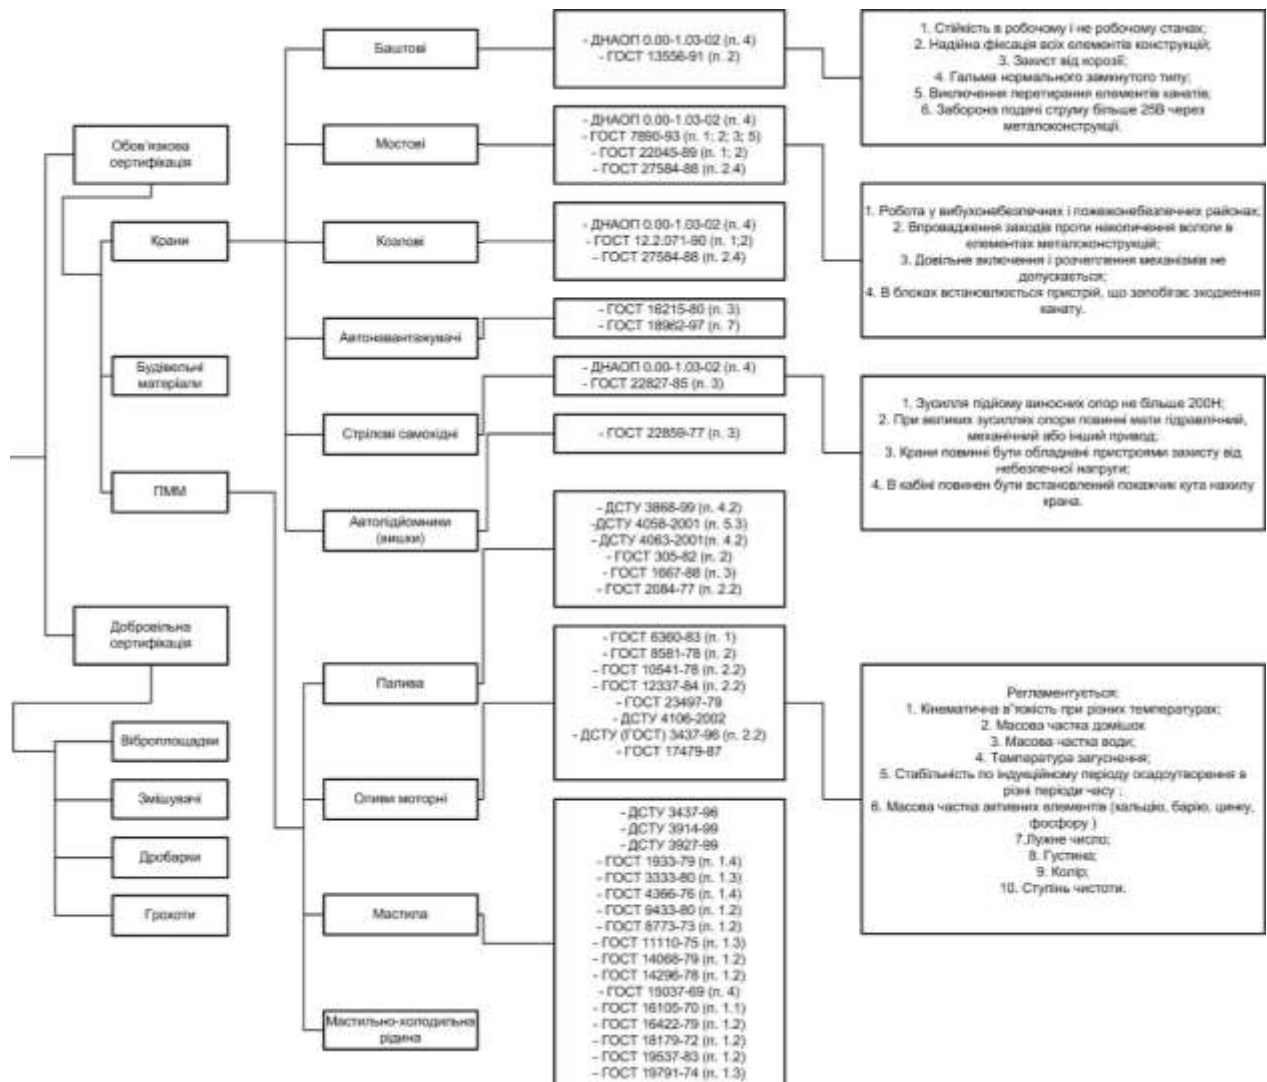 Обов'язкова
сертифікація
Крани
Будівельні
матеріали
ПММ
Добровільна
сертифікація
Віброплощадки
Змішувачі
Дробарки
Грохоти
Баштові
Мостові
Козлові
Автонавантажувачі
Стрілові самохідні
Автопідйомники
(вишки)
Палива
Оливи моторні
Мастила
Мастильно-холодильна
рідина
- ДНАОП 0.00-1.03-02 (п. 4)
- ГОСТ 13556-91 (п. 2)
- ДНАОП 0.00-1.03-02 (п. 4)
- ГОСТ 7890-93 (п. 1; 2; 3; 5)
- ГОСТ 22045-89 (п. 1; 2)
- ГОСТ 27584-88 (п. 2.4)
- ДНАОП 0.00-1.03-02 (п. 4)
- ГОСТ 12.2.071-90 (п. 1;2)
- ГОСТ 27584-88 (п. 2.4)
- ГОСТ 16215-80 (п. 3)
- ГОСТ 18962-97 (п. 7)
- ДНАОП 0.00-1.03-02 (п. 4)
- ГОСТ 22827-85 (п. 3)
- ГОСТ 22859-77 (п. 3)
- ДСТУ 3868-99 (п. 4.2)
-ДСТУ 4058-2001 (п. 5.3)
- ДСТУ 4063-2001(п. 4.2)
- ГОСТ 305-82 (п. 2)
- ГОСТ 1667-88 (п. 3)
- ГОСТ 2084-77 (п. 2.2)
- ГОСТ 6360-83 (п. 1)
- ГОСТ 8581-78 (п. 2)
- ГОСТ 10541-78 (п. 2.2)
- ГОСТ 12337-84 (п. 2.2)
- ГОСТ 23497-79
- ДСТУ 4106-2002
- ДСТУ (ГОСТ) 3437-96 (п. 2.2)
- ГОСТ 17479-87
- ДСТУ 3437-96
- ДСТУ 3914-99
- ДСТУ 3927-99
- ГОСТ 1933-79 (п. 1.4)
- ГОСТ 3333-80 (п. 1.3)
- ГОСТ 4366-76 (п. 1.4)
- ГОСТ 9433-80 (п. 1.2)
- ГОСТ 8773-73 (п. 1.2)
- ГОСТ 11110-75 (п. 1.3)
- ГОСТ 14068-79 (п. 1.2)
- ГОСТ 14296-78 (п. 1.2)
- ГОСТ 15037-69 (п. 4)
- ГОСТ 16105-70 (п. 1.1)
- ГОСТ 16422-79 (п. 1.2)
- ГОСТ 18179-72 (п. 1.2)
- ГОСТ 19537-83 (п. 1.2)
- ГОСТ 19791-74 (п. 1.3)
1. Стійкість в робочому і не робочому станах;
2. Надійна фіксація всіх елементів конструкцій;
3. Захист від корозії;
4. Гальма нормального замкнутого типу;
5. Виключення перетирання елементів канатів;
6. Заборона подачі струму більше 25В через
металоконструкції.
1. Робота у вибухонебезпечних і пожежонебезпечних районах;
2. Впровадження заходів проти накопичення вологи в
елементах металоконструкцій;
3. Довільне включення і розчеплення механізмів не
допускається;
4. В блоках встановлюється пристрій, що запобігає зходження
канату.
1. Зусилля підйому виносних опор не більше 200Н;
2. При великих зусиллях опори повинні мати гідравлічний,
механічний або інший привод;
3. Крани повинні бути обладнані пристроями захисту від
небезпечної напруги;
4. В кабіні повинен бути встановлений покажчик кута нахилу
крана.
Регламентується:
1. Кінематична в"язкість при різних температурах;
2. Масова частка домішок
3. Масова частка води;
4. Температура загуснення;
5. Стабільність по індукційному періоду осадоутворення в
різні періоди часу ;
6. Масова частка активних елементів (кальцію, барію, цинку,
фосфору )
7.Лужне число;
8. Густина;
9. Колір;
10. Ступінь чистоти.